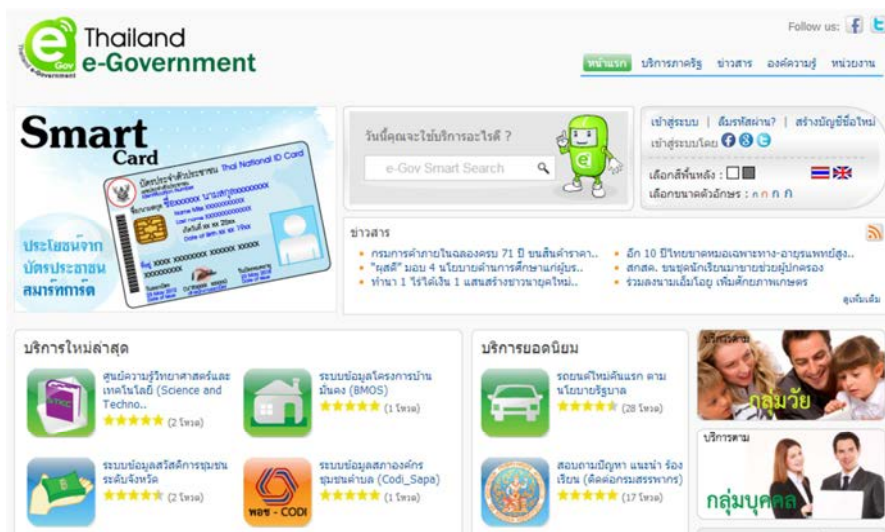 Thailand
e-Government
e
Gov
Thailand e-Government
Follow us:
หน้าแรก บริการภาครัฐ ข่าวสาร องค์ความรู้ หน่วยงาน
Smart
Card
บัตรประจำตัวประชาชน Thai National ID Card
Identification Number
ประโยชน์จาก
บัตรประชาชน
สมาร์ทการ์ด
วันนี้คุณจะใช้บริการอะไรดี ?
e-Gov Smart Search
เข้าสู่ระบบ | ลืมรหัสผ่าน? | สร้างบัญชีชื่อใหม่
เข้าสู่ระบบโดย
เลือกสีพื้นหลัง :
เลือกขนาดตัวอักษร : ก ก ก ก
ข่าวสาร
กรมการค้าภายในฉลองครบ 71 ปี ขนสินค้าราคา..
"ผุสดี" มอบ 4 นโยบายด้านการศึกษาแก่ผู้บร..
ทำนา 1 ไร่ได้เงิน 1 แสนสร้างชาวนายุคใหม่..
อีก 10 ปีไทยขาดหมอเฉพาะทาง-อายุรแพทย์สูง..
สกสค. ขนชุดนักเรียนมาขายช่วยผู้ปกครอง
ร่วมลงนามเอ็มโอยู เพิ่มศักยภาพเกษตร
ดูเพิ่มเติม
บริการใหม่ล่าสุด
STKC
ศูนย์ความรู้วิทยาศาสตร์และ
เทคโนโลยี (Science and
Techno..
(2 โหวด)
ระบบข้อมูลโครงการบ้าน
มั่นคง (BMOS)
(1 โหวด)
ระบบข้อมูลสวัสดิการชุมชน
ระดับจังหวัด
(2 โหวด)
พอช - CODI
ระบบข้อมูลสภาองค์กร
ชุมชนตำบล (Codi_Sapa)
(1 โหวด)
บริการยอดนิยม
รถยนต์ใหม่คันแรก ตาม
นโยบายรัฐบาล
(28 โหวด)
สอบถามปัญหา แนะนำ ร้อง
เรียน (ติดต่อกรมสรรพากร)
(17 โหวด)
บริการตาม
กลุ่มวัย
บริการตาม
กลุ่มบุคคล